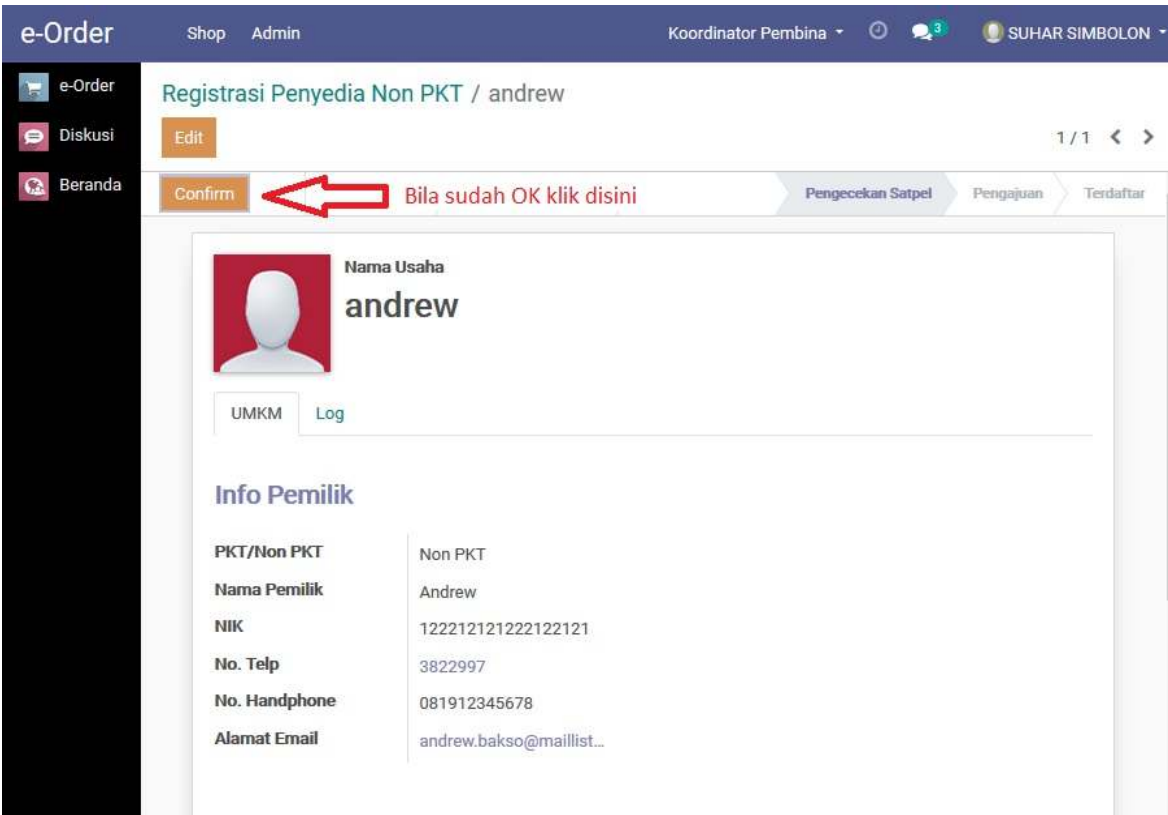 e-Order Shop Admin Koordinator Pembina 3 SUHAR SIMBOLON
e-Order
Diskusi
Beranda
Registrasi Penyedia Non PKT / andrew
Edit
1 / 1
Confirm
Bila sudah OK klik disini
Pengecekan Satpel Pengajuan Terdaftar
Nama Usaha
andrew
UMKM Log
Info Pemilik
PKT/Non PKT Non PKT
Nama Pemilik Andrew
NIK 122212121222122121
No. Telp 3822997
No. Handphone 081912345678
Alamat Email andrew.bakso@maillist...